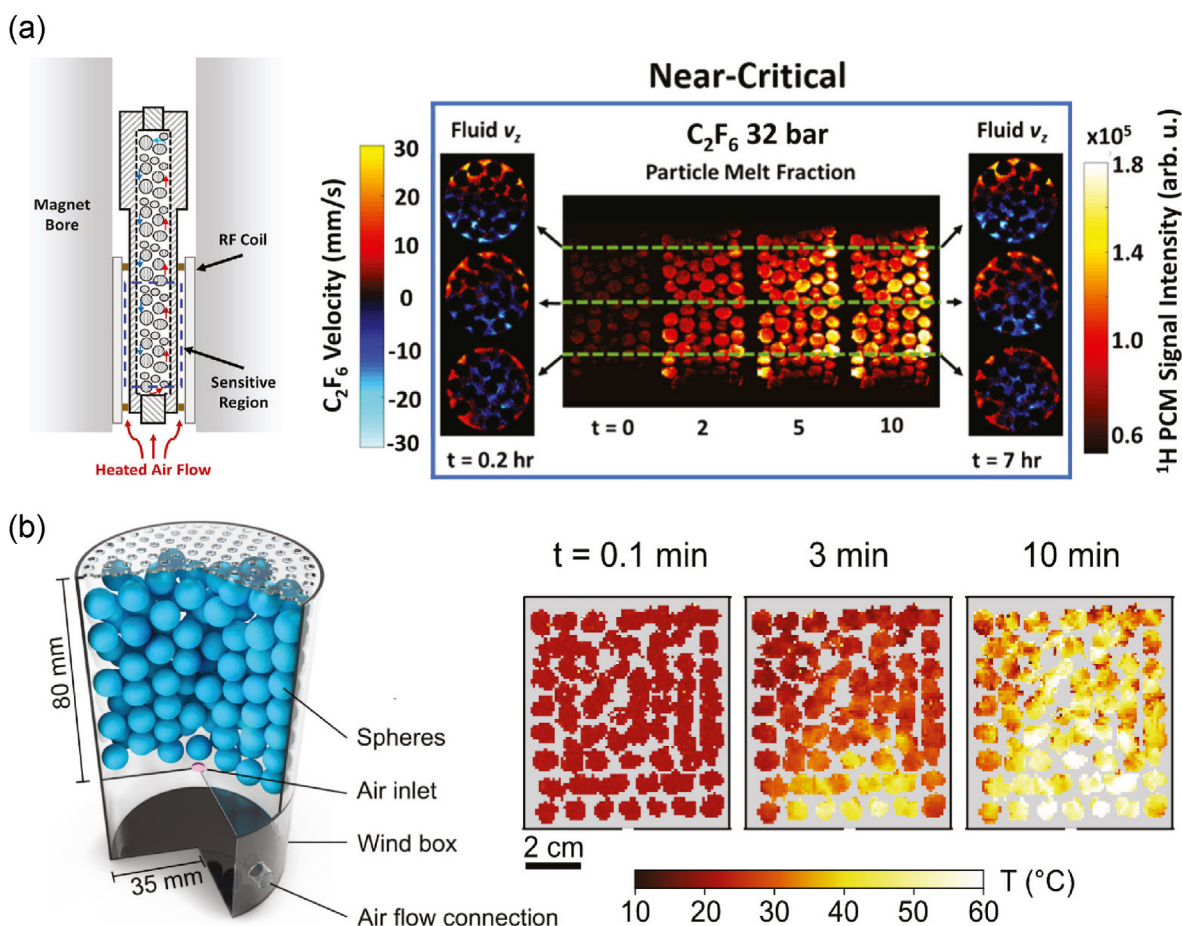 (a)
Magnet
Bore
RF Coil
Sensitive
Region
Heated Air Flow
C₂F₆ Velocity (mm/s)
30
20
10
0
-10
-20
-30
Near-Critical
Fluid vz
C₂F₆ 32 bar
Particle Melt Fraction
Fluid vz
t = 0
2
5
10
t = 0.2 hr
t = 7 hr
x10⁵
1.8
1.4
1.0
0.6
¹H PCM Signal Intensity (arb. u.)
(b)
80 mm
35 mm
Spheres
Air inlet
Wind box
Air flow connection
t = 0.1 min
3 min
10 min
2 cm
T (°C)
10
20
30
40
50
60